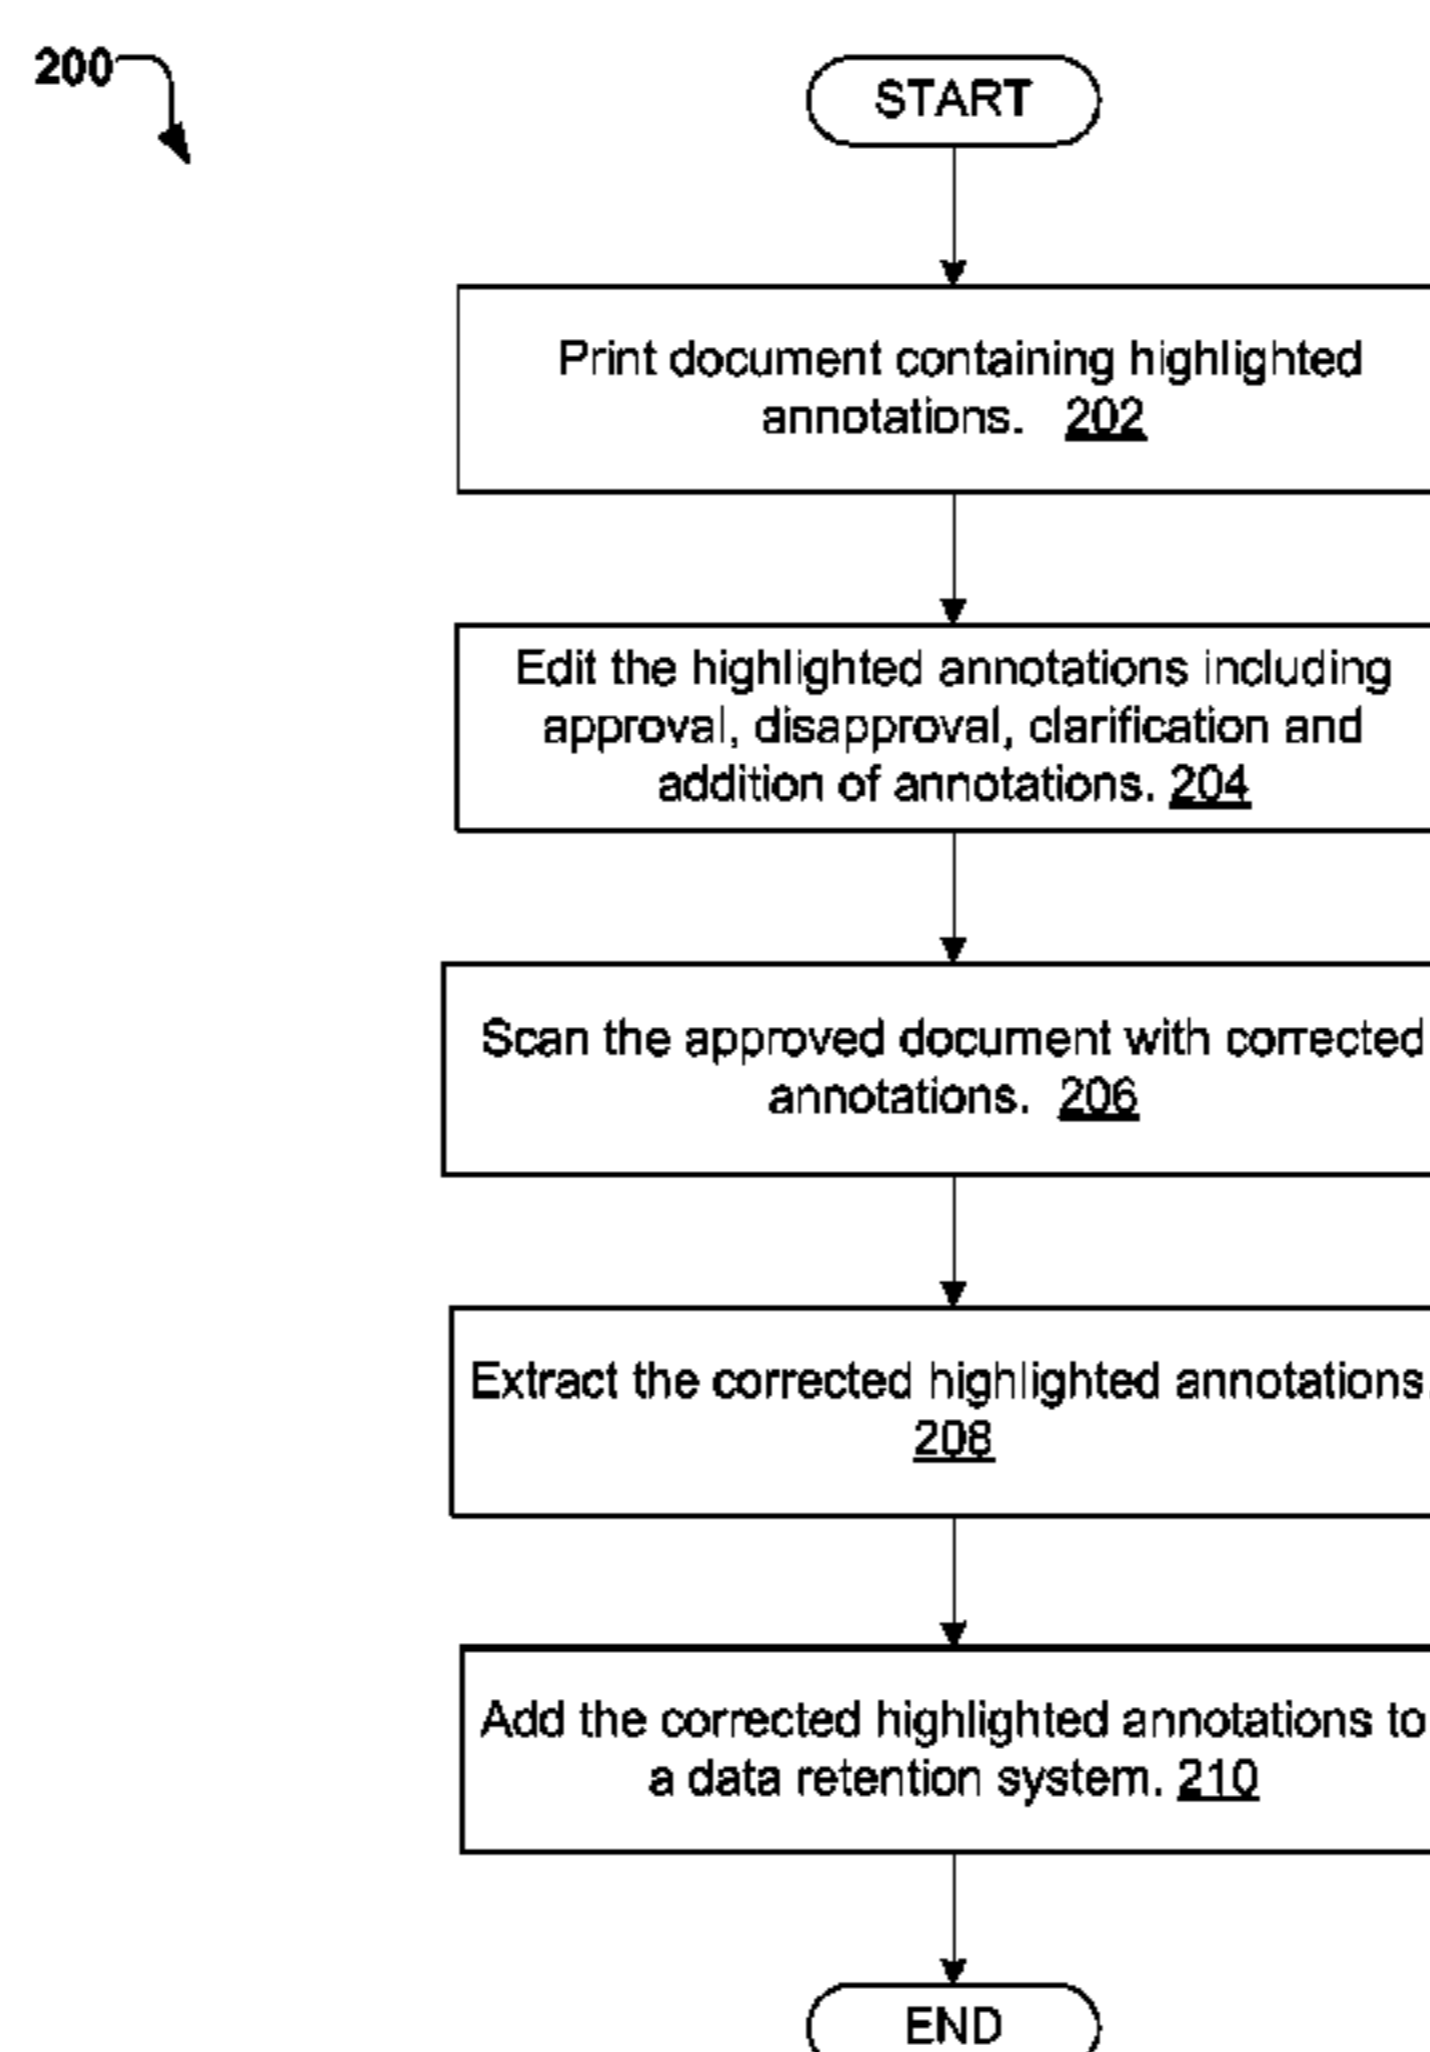 200
START
Print document containing highlighted
annotations. 202
Edit the highlighted annotations including
approval, disapproval, clarification and
addition of annotations. 204
Scan the approved document with corrected
annotations. 206
Extract the corrected highlighted annotations.
208
Add the corrected highlighted annotations to
a data retention system. 210
END